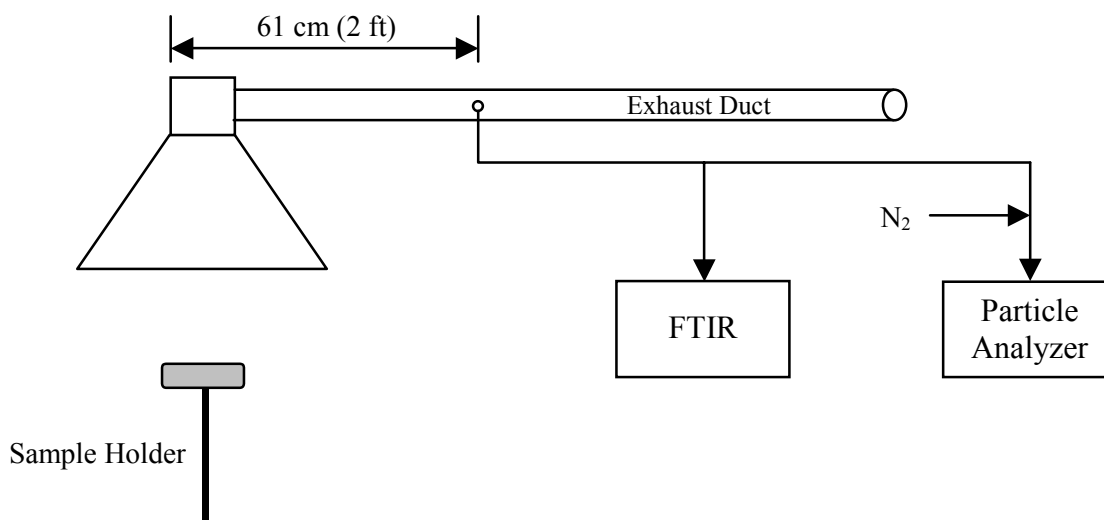 61 cm (2 ft)
Exhaust Duct
N₂
FTIR
Particle
Analyzer
Sample Holder